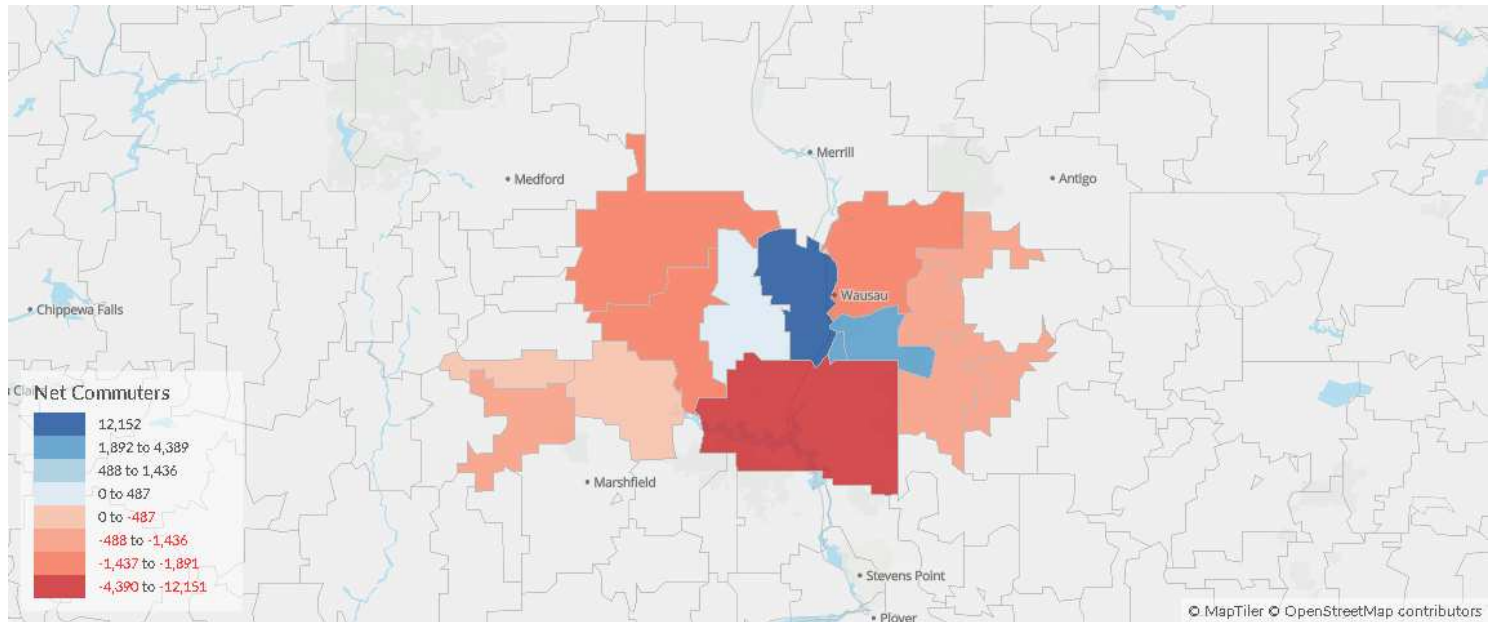 Merrill
Medford
Antigo
Wausau
Chippewa Falls
Net Commuters
12,152
1,892 to 4,389
488 to 1,436
0 to 487
0 to -487
-488 to -1,436
-1,437 to -1,891
-4,390 to -12,151
Marshfield
Stevens Point
Plover
© MapTiler © OpenStreetMap contributors